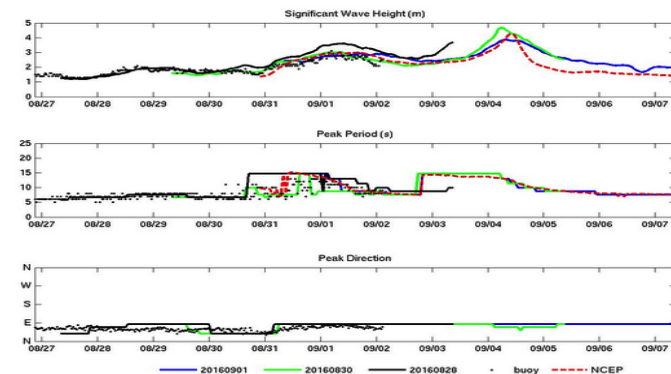 Significant Wave Height (m)
5
4
3
2
1
0
08/27 08/28 08/29 08/30 08/31 09/01 09/02 09/03 09/04 09/05 09/06 09/07
Peak Period (s)
25
20
15
10
5
0
08/27 08/28 08/29 08/30 08/31 09/01 09/02 09/03 09/04 09/05 09/06 09/07
Peak Direction
N
W
S
E
N
08/27 08/28 08/29 08/30 08/31 09/01 09/02 09/03 09/04 09/05 09/06 09/07
20160901 20160830 20160828 buoy NCEP